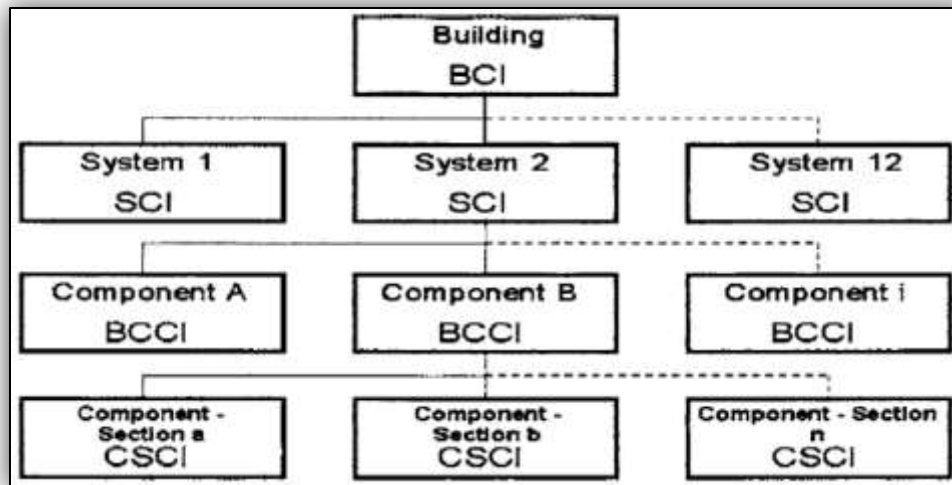 Building
BCI
System 1
SCI
System 2
SCI
System 12
SCI
Component A
BCCI
Component B
BCCI
Component i
BCCI
Component -
Section a
CSCI
Component -
Section b
CSCI
Component - Section
n
CSCI